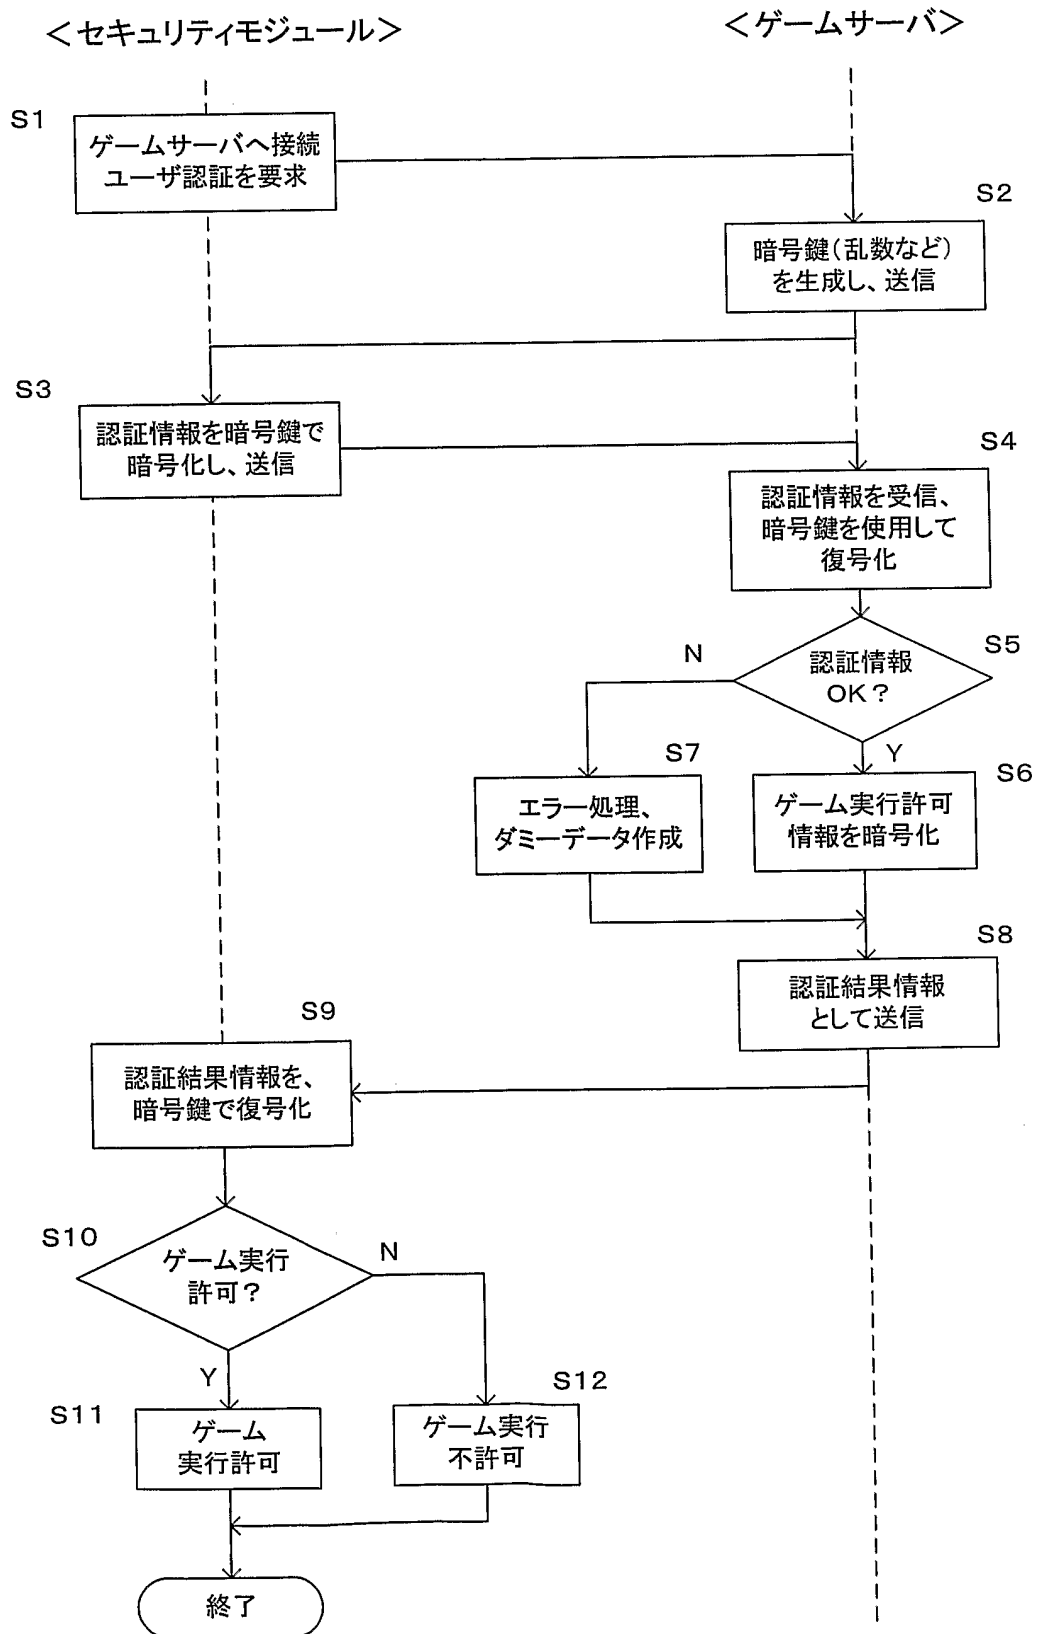 ＜セキュリティモジュール＞
＜ゲームサーバ＞
S1
ゲームサーバへ接続
ユーザ認証を要求
S2
暗号鍵（乱数など）
を生成し、送信
S3
認証情報を暗号鍵で
暗号化し、送信
S4
認証情報を受信、
暗号鍵を使用して
復号化
S5
認証情報
OK？
N
Y
S7
エラー処理、
ダミーデータ作成
S6
ゲーム実行許可
情報を暗号化
S8
認証結果情報
として送信
S9
認証結果情報を、
暗号鍵で復号化
S10
ゲーム実行
許可？
N
Y
S11
ゲーム
実行許可
S12
ゲーム実行
不許可
終了